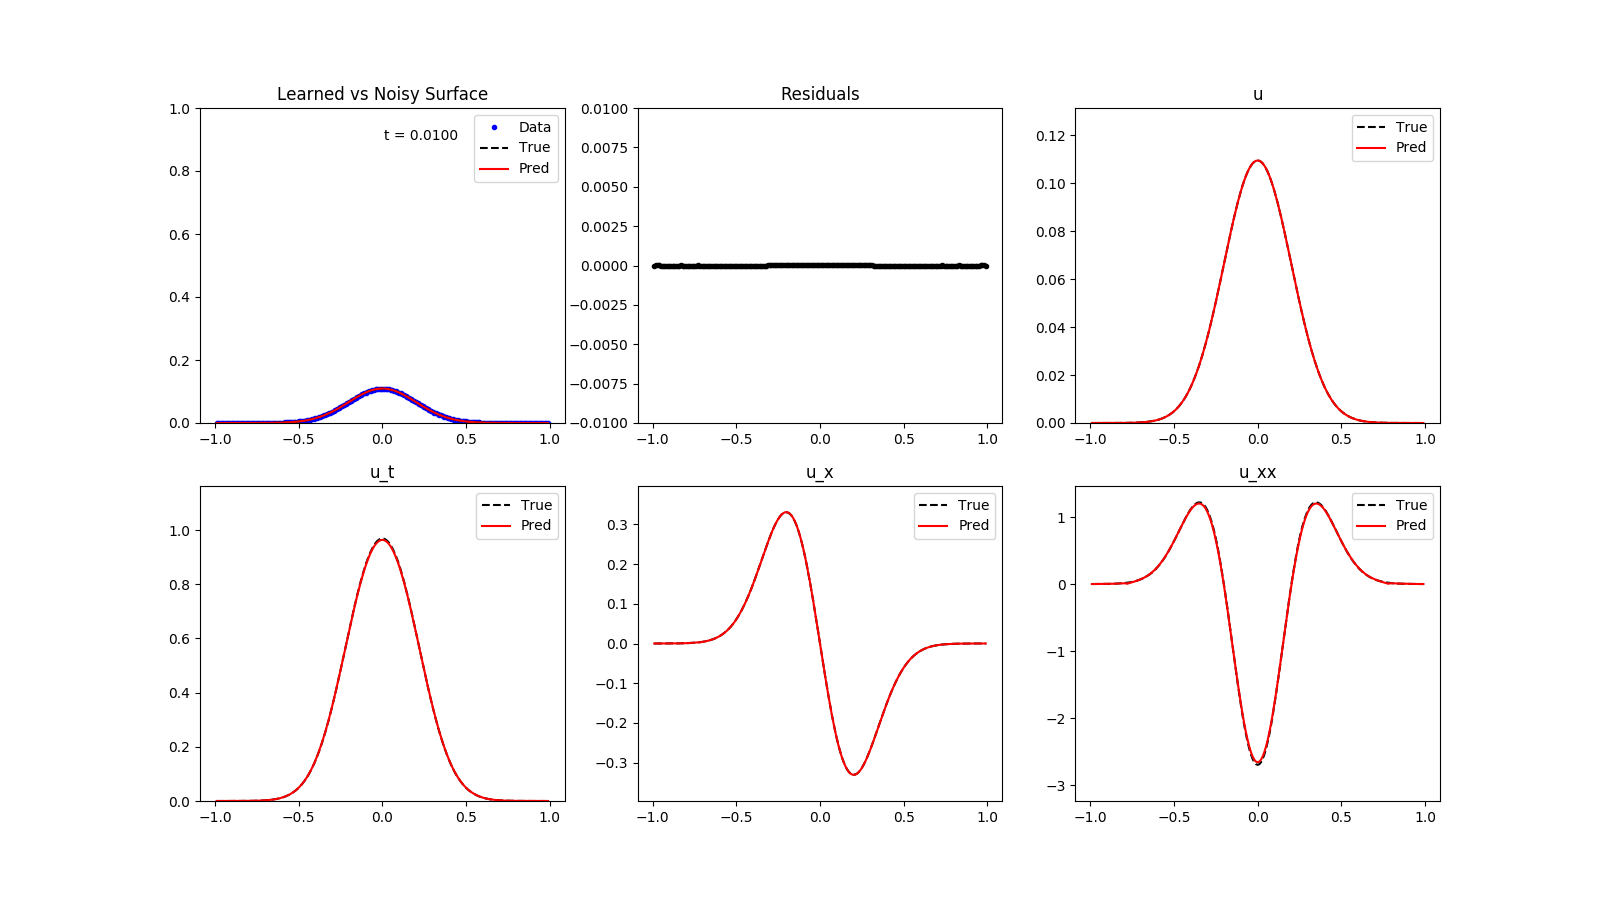 Learned vs Noisy Surface
1.0
0.8
0.6
0.4
0.2
0.0
−1.0 −0.5 0.0 0.5 1.0
t = 0.0100
Data
True
Pred
Residuals
0.0100
0.0075
0.0050
0.0025
0.0000
−0.0025
−0.0050
−0.0075
−0.0100
−1.0 −0.5 0.0 0.5 1.0
u
0.12
0.10
0.08
0.06
0.04
0.02
0.00
−1.0 −0.5 0.0 0.5 1.0
True
Pred
u_t
1.0
0.8
0.6
0.4
0.2
0.0
−1.0 −0.5 0.0 0.5 1.0
True
Pred
u_x
0.3
0.2
0.1
0.0
−0.1
−0.2
−0.3
−1.0 −0.5 0.0 0.5 1.0
True
Pred
u_xx
1
0
−1
−2
−3
−1.0 −0.5 0.0 0.5 1.0
True
Pred